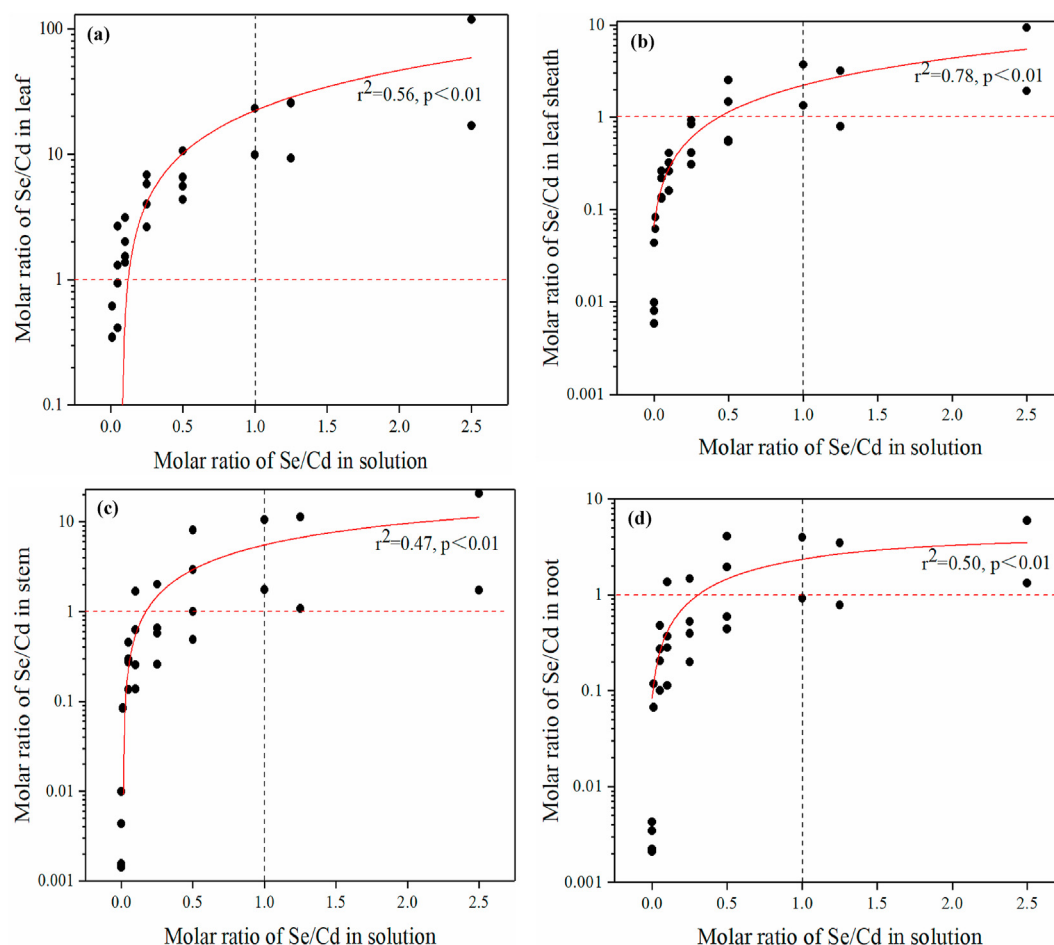 (a)
Molar ratio of Se/Cd in leaf
100
10
1
0.1
r²=0.56, p<0.01
0.0 0.5 1.0 1.5 2.0 2.5
Molar ratio of Se/Cd in solution
(b)
Molar ratio of Se/Cd in leaf sheath
10
1
0.1
0.01
0.001
r²=0.78, p<0.01
0.0 0.5 1.0 1.5 2.0 2.5
Molar ratio of Se/Cd in solution
(c)
Molar ratio of Se/Cd in stem
10
1
0.1
0.01
0.001
r²=0.47, p<0.01
0.0 0.5 1.0 1.5 2.0 2.5
Molar ratio of Se/Cd in solution
(d)
Molar ratio of Se/Cd in root
10
1
0.1
0.01
0.001
r²=0.50, p<0.01
0.0 0.5 1.0 1.5 2.0 2.5
Molar ratio of Se/Cd in solution